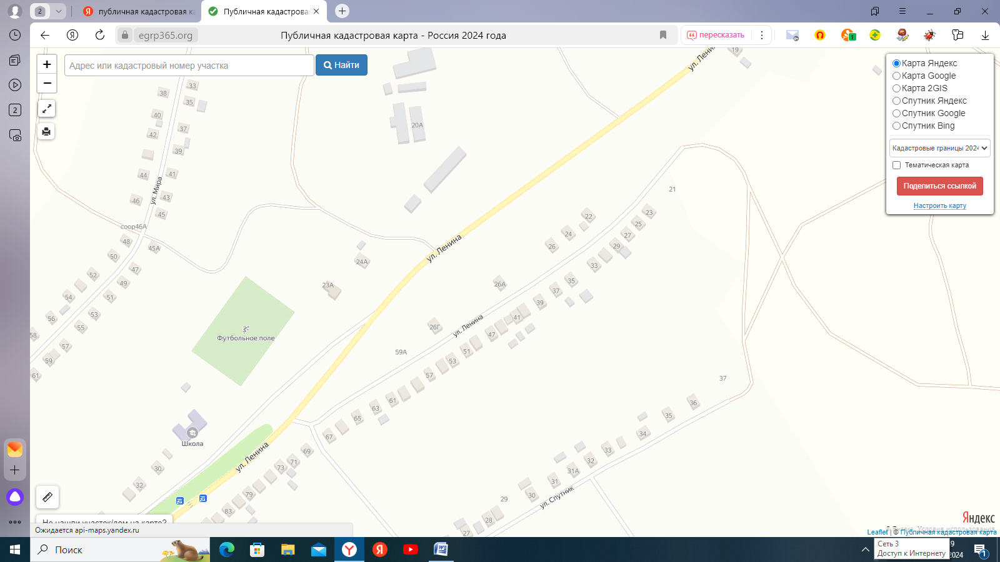 2
публичная кадастровая ка
Публичная кадастрова
egrp365.org
Публичная кадастровая карта - Россия 2024 года
пересказать
2
+
−
Адрес или кадастровый номер участка
Найти
Карта Яндекс
Карта Google
Карта 2GIS
Спутник Яндекс
Спутник Google
Спутник Bing
Кадастровые границы 2024
Тематическая карта
Поделиться ссылкой
Настроить карту
ул. Ленина
19
33
38
35
40
37
42
20А
39
44
41
ул. Мира
46
43
45
21
соор46А
22
23
25
48
24
27
45А
26
29
ул. Ленина
50
24А
47
33
52
49
26А
35
54
51
23А
37
56
53
39
55
26Г
41
58
ул. Ленина
47
57
59А
51
59
53
61
57
Футбольное поле
37
61
63
36
65
35
67
34
Школа
69
33
ул. Ленина
71
32
30
73
31А
32
31
79
30
ул. Спутник
29
83
28
27
Не нашли участок/дом на карте?
Ожидается api-maps.yandex.ru
Яндекс
© Яндекс Условия использования
Leaflet | © Публичная кадастровая карта
Поиск
Сеть 3
Доступ к Интернету
9
2024
1